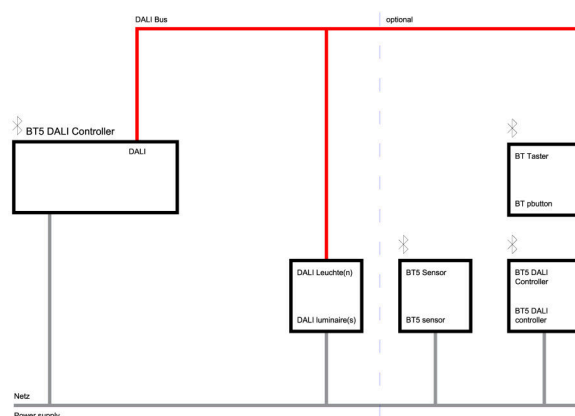 DALI Bus
optional
BT5 DALI Controller
DALI
BT Taster
BT pbutton
DALI Leuchte(n)
DALI luminaire(s)
BT5 Sensor
BT5 sensor
BT5 DALI
Controller
BT5 DALI
controller
Netz
Power supply